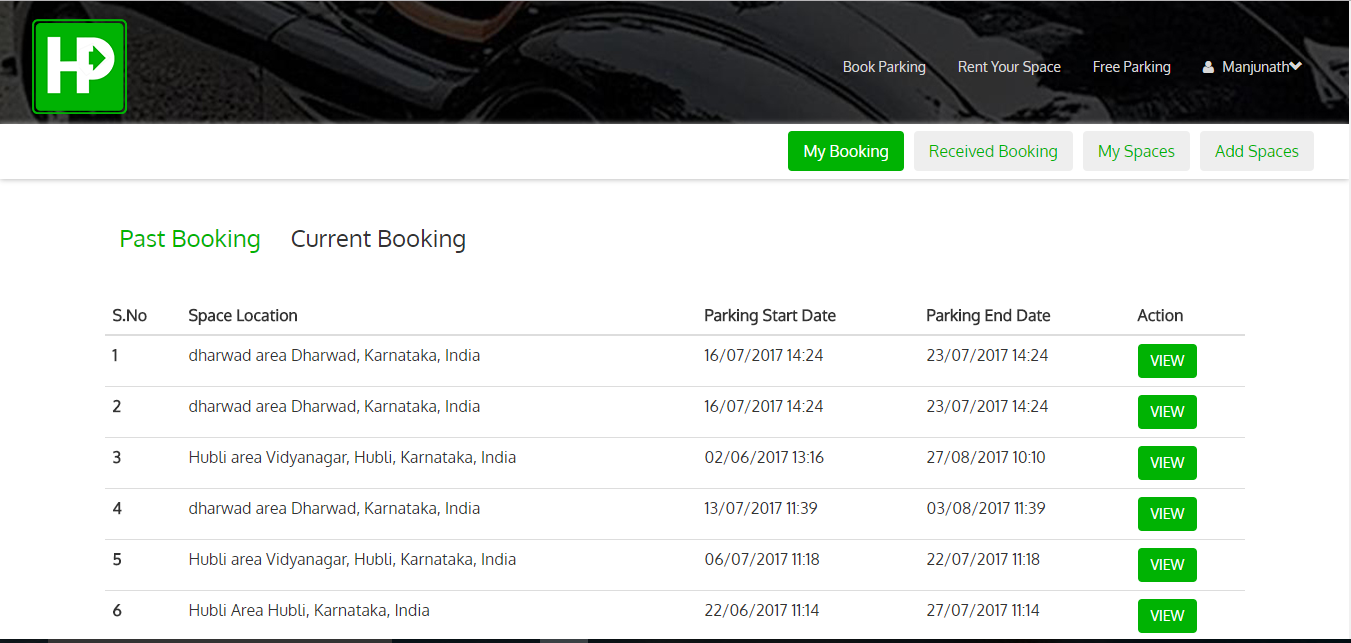 HP
Book Parking Rent Your Space Free Parking Manjunath
My Booking Received Booking My Spaces Add Spaces
Past Booking Current Booking
S.No Space Location Parking Start Date Parking End Date Action
1 dharwad area Dharwad, Karnataka, India 16/07/2017 14:24 23/07/2017 14:24 VIEW
2 dharwad area Dharwad, Karnataka, India 16/07/2017 14:24 23/07/2017 14:24 VIEW
3 Hubli area Vidyanagar, Hubli, Karnataka, India 02/06/2017 13:16 27/08/2017 10:10 VIEW
4 dharwad area Dharwad, Karnataka, India 13/07/2017 11:39 03/08/2017 11:39 VIEW
5 Hubli area Vidyanagar, Hubli, Karnataka, India 06/07/2017 11:18 22/07/2017 11:18 VIEW
6 Hubli Area Hubli, Karnataka, India 22/06/2017 11:14 27/07/2017 11:14 VIEW